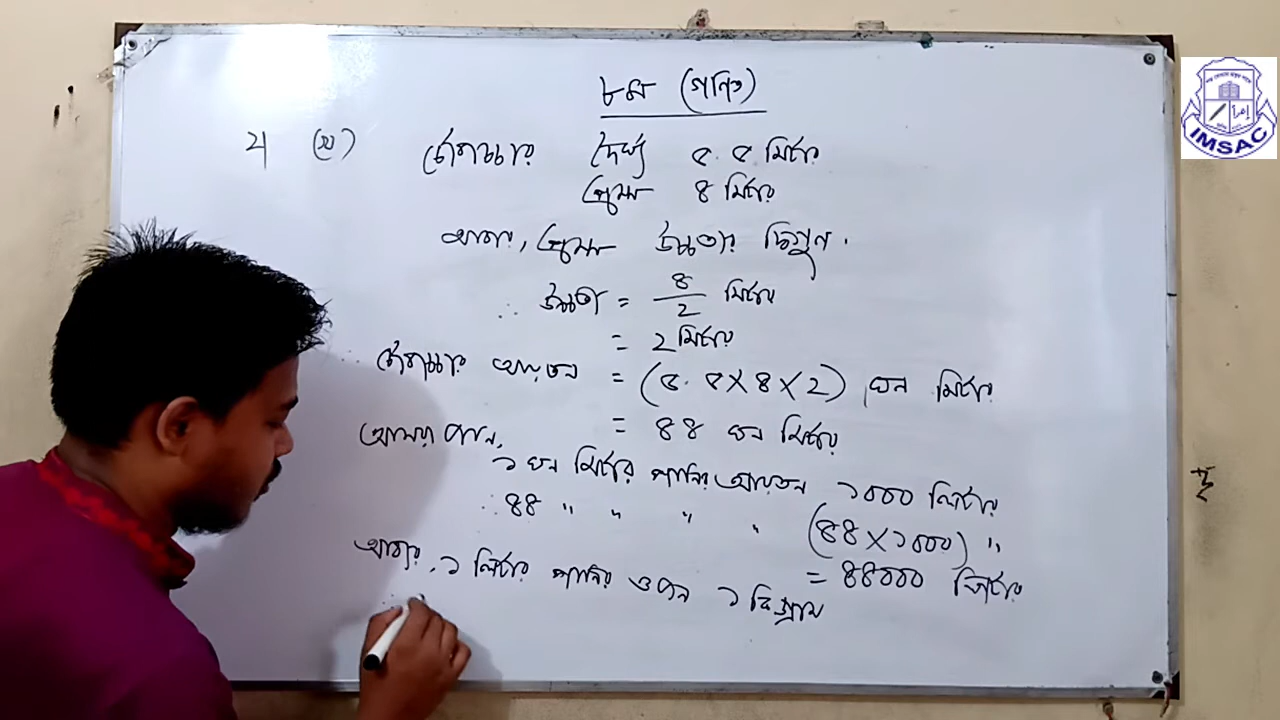 ৮ম (গণিত)
২। (খ) চৌবাচ্চার দৈর্ঘ্য ৫.৫ মিটার
প্রস্থ ৪ মিটার
আবার, প্রস্থ উচ্চতার দ্বিগুন।
∴ উচ্চতা = ৪/২ মিটার
= ২ মিটার
চৌবাচ্চার আয়তন = (৫.৫×৪×২) ঘন মিটার
= ৪৪ ঘন মিটার
আমরা জানি,
১ ঘন মিটার পানির আয়তন ১০০০ লিটার
∴ ৪৪ " " " " (৪৪×১০০০) "
= ৪৪০০০ লিটার
আবার, ১ লিটার পানির ওজন ১ কিগ্রাম
IMSAC